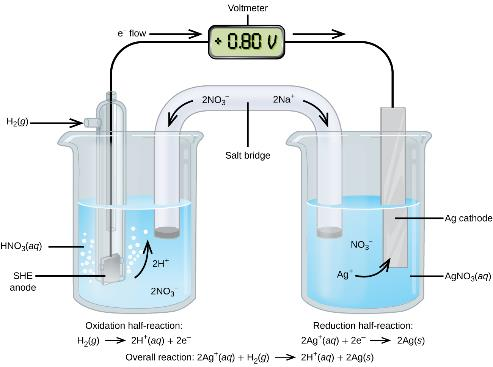 Voltmeter
e⁻ flow
+ 0.80 V
2NO₃⁻
2Na⁺
H₂(g)
Salt bridge
Ag cathode
HNO₃(aq)
NO₃⁻
2H⁺
SHE
anode
Ag⁺
AgNO₃(aq)
2NO₃⁻
Oxidation half-reaction:
H₂(g) ⟶ 2H⁺(aq) + 2e⁻
Reduction half-reaction:
2Ag⁺(aq) + 2e⁻ ⟶ 2Ag(s)
Overall reaction: 2Ag⁺(aq) + H₂(g) ⟶ 2H⁺(aq) + 2Ag(s)